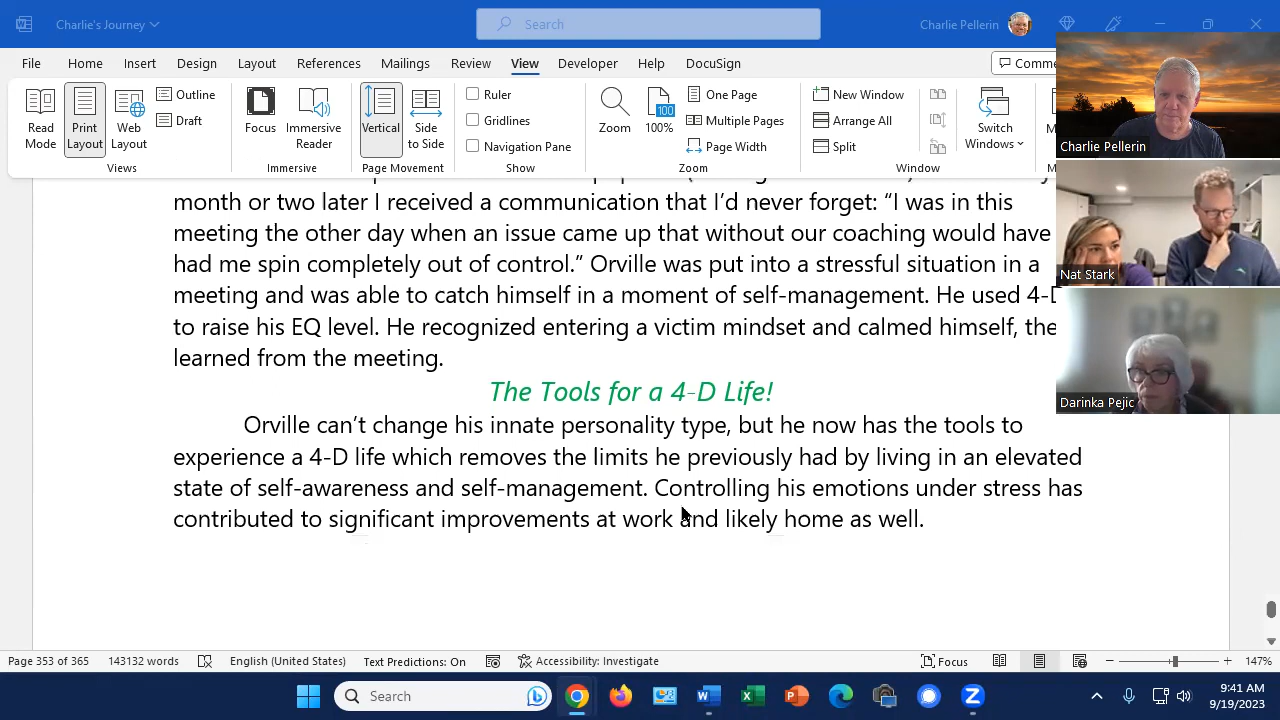 Charlie's Journey
Search
Charlie Pellerin
File Home Insert Design Layout References Mailings Review View Developer Help DocuSign
Read Mode
Print Layout
Web Layout
Outline
Draft
Views
Focus
Immersive Reader
Immersive
Vertical
Side to Side
Page Movement
Ruler
Gridlines
Navigation Pane
Show
Zoom
100
100%
One Page
Multiple Pages
Page Width
Zoom
New Window
Arrange All
Split
Switch Windows
Window
Charlie Pellerin
Nat Stark
Darinka Pejic
month or two later I received a communication that I’d never forget: “I was in this
meeting the other day when an issue came up that without our coaching would have
had me spin completely out of control.” Orville was put into a stressful situation in a
meeting and was able to catch himself in a moment of self-management. He used 4-D
to raise his EQ level. He recognized entering a victim mindset and calmed himself, the
learned from the meeting.
The Tools for a 4-D Life!
Orville can’t change his innate personality type, but he now has the tools to
experience a 4-D life which removes the limits he previously had by living in an elevated
state of self-awareness and self-management. Controlling his emotions under stress has
contributed to significant improvements at work and likely home as well.
Page 353 of 365 143132 words English (United States) Text Predictions: On Accessibility: Investigate Focus 147%
Search
9:41 AM
9/19/2023